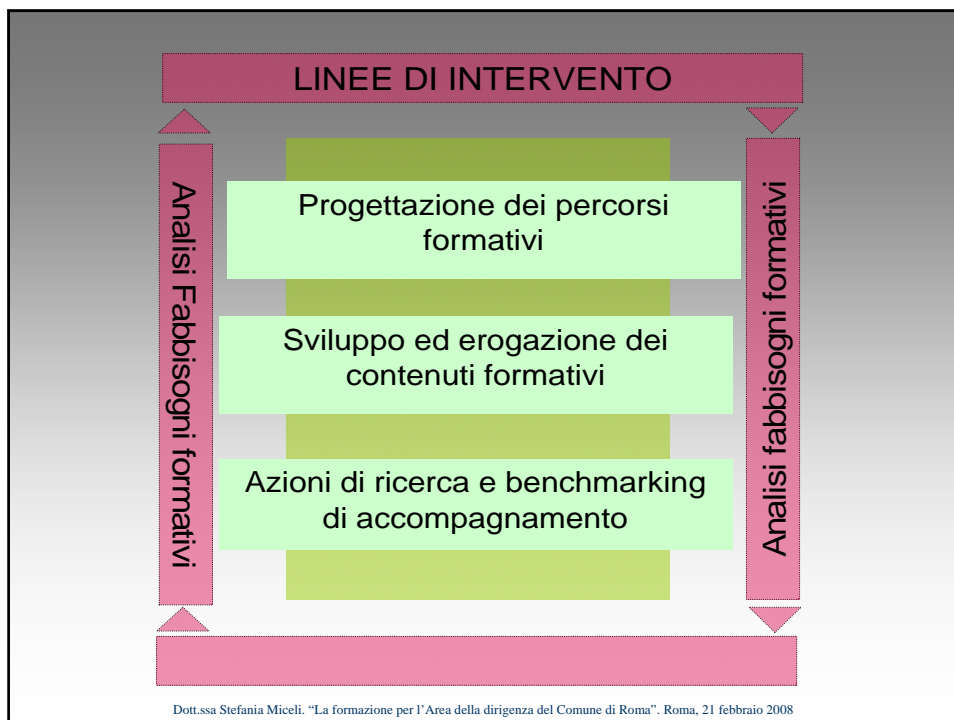 LINEE DI INTERVENTO
Analisi Fabbisogni formativi
Progettazione dei percorsi
formativi
Sviluppo ed erogazione dei
contenuti formativi
Azioni di ricerca e benchmarking
di accompagnamento
Analisi fabbisogni formativi
Dott.ssa Stefania Miceli. “La formazione per l’Area della dirigenza del Comune di Roma”. Roma, 21 febbraio 2008